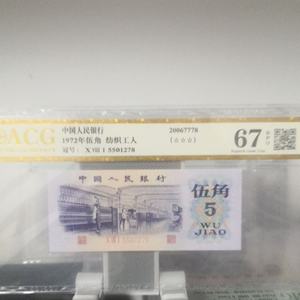 ACG
中国人民银行
1972年伍角 纺织工人
冠号: X VIII I 5501278
20067778
(☆☆☆)
67
中国人民银行
伍角
5
WU
JIAO